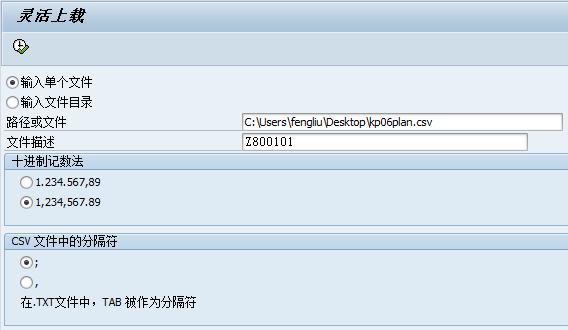 灵活上载
输入单个文件
输入文件目录
路径或文件 C:\Users\fengliu\Desktop\kp06plan.csv
文件描述 Z800101
十进制记数法
1.234.567,89
1,234,567.89
CSV 文件中的分隔符
;
,
在.TXT文件中，TAB 被作为分隔符